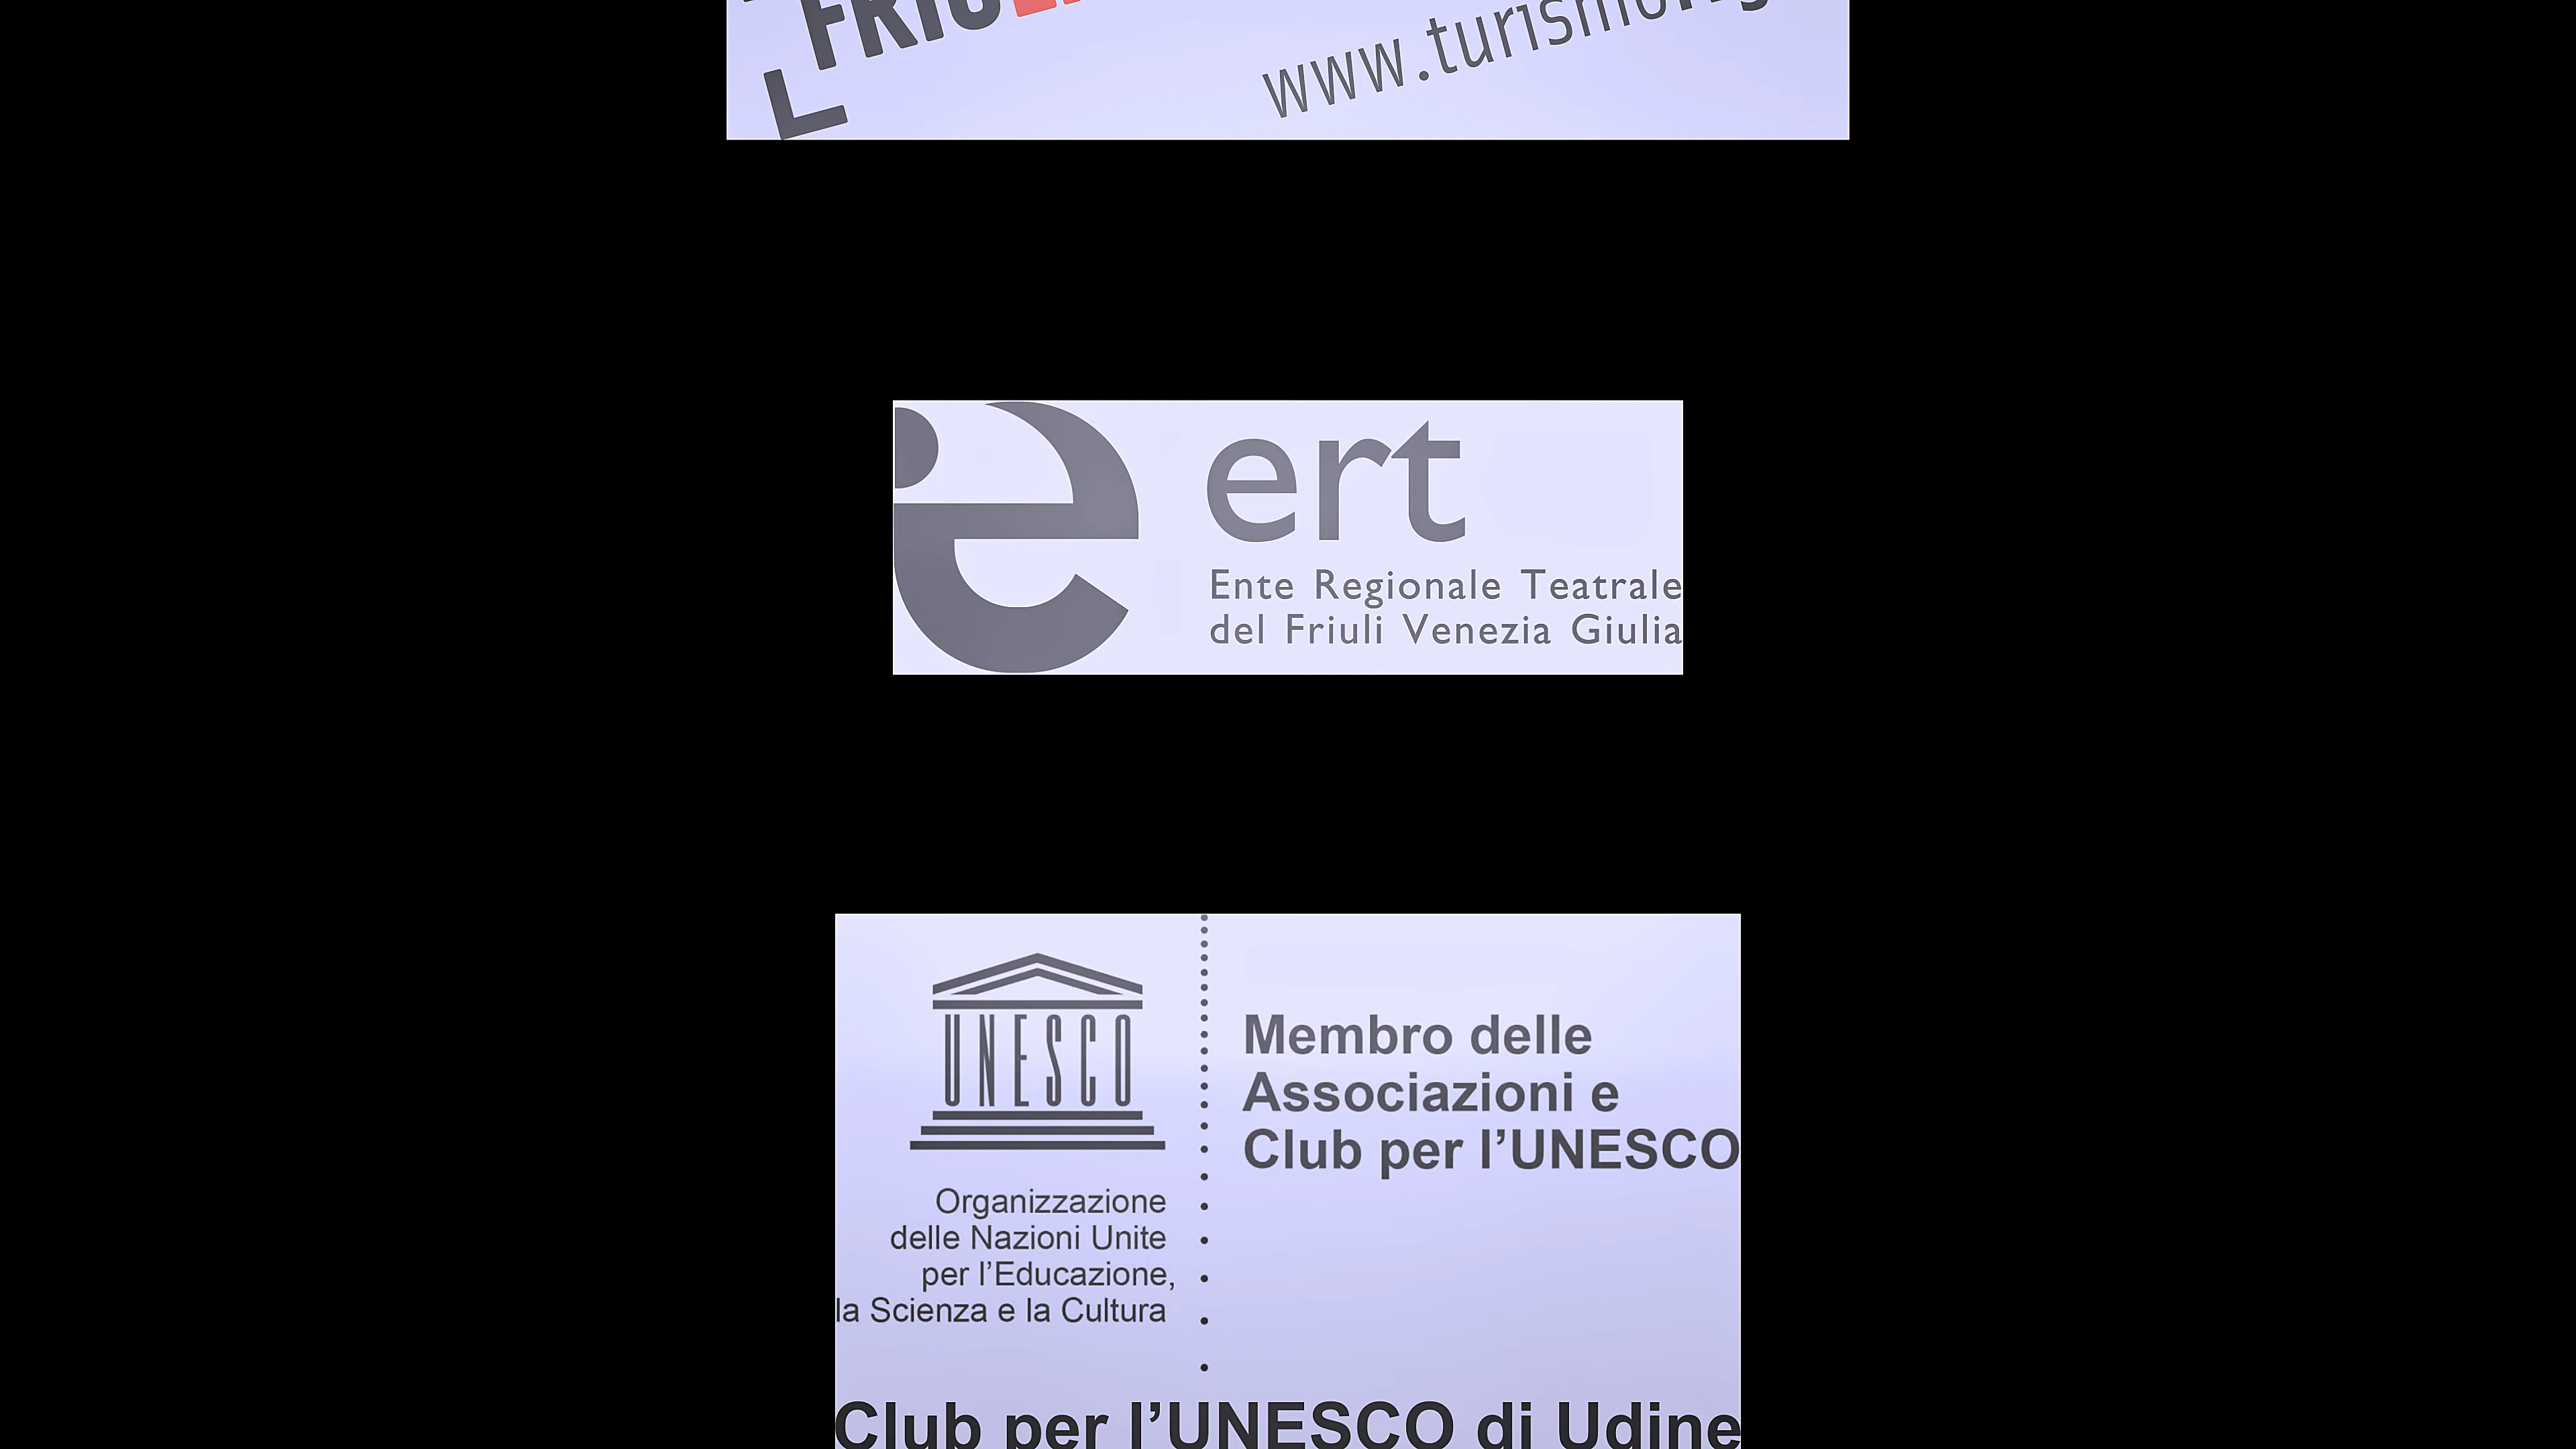 www.turismo
ert
Ente Regionale Teatrale
del Friuli Venezia Giulia
UNESCO
Membro delle
Associazioni e
Club per l’UNESCO
Organizzazione
delle Nazioni Unite
per l’Educazione,
la Scienza e la Cultura
Club per l’UNESCO di Udine